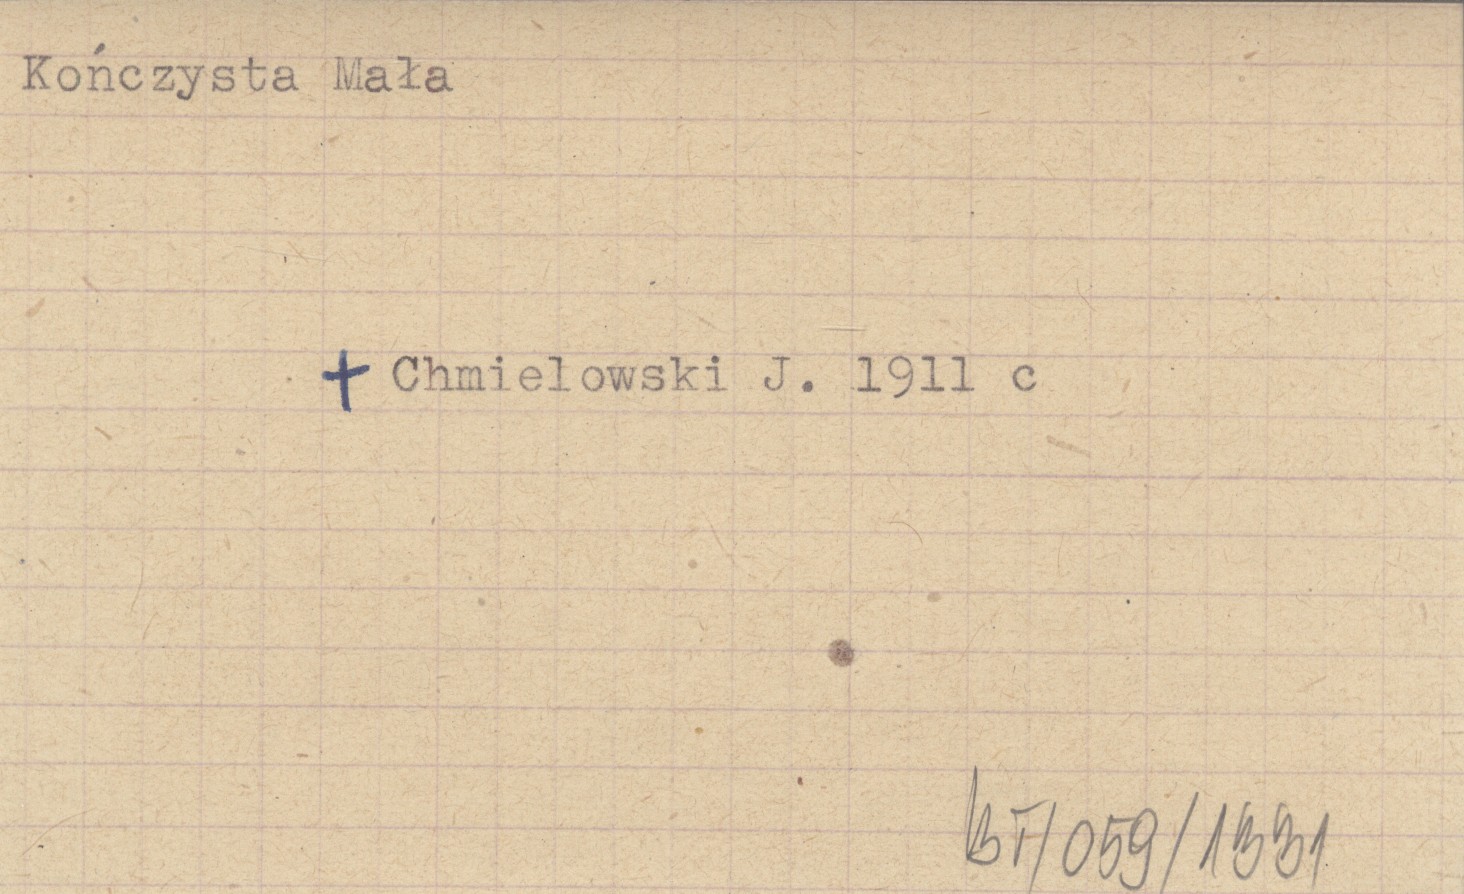 Kończysta Mała
† Chmielowski J. 1911 c
BT/059/1331